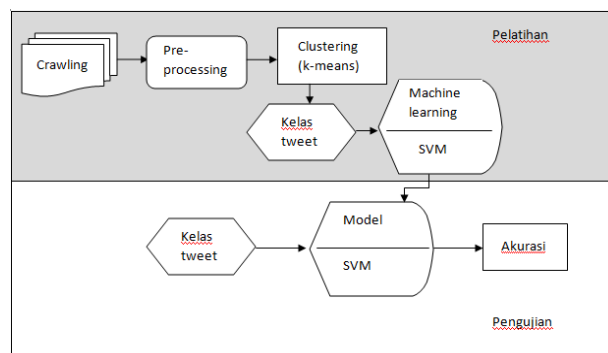 Pelatihan
Crawling
Pre-
processing
Clustering
(k-means)
Kelas
tweet
Machine
learning
SVM
Kelas
tweet
Model
SVM
Akurasi
Pengujian